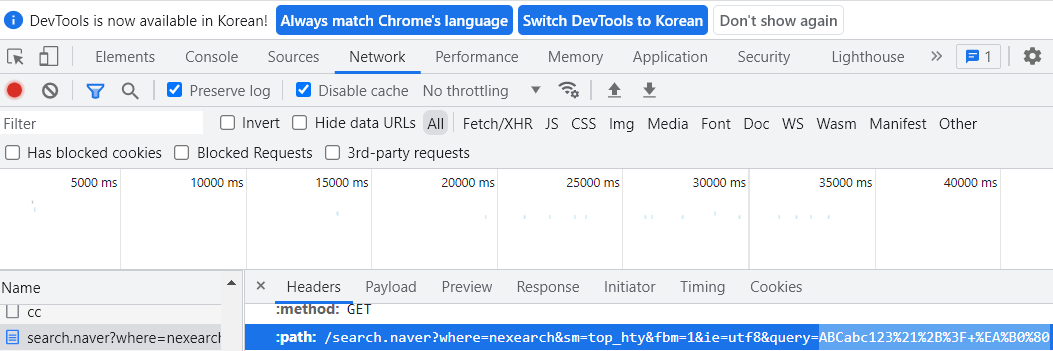 DevTools is now available in Korean! Always match Chrome's language Switch DevTools to Korean Don't show again
Elements Console Sources Network Performance Memory Application Security Lighthouse » 1
Preserve log Disable cache No throttling
Filter Invert Hide data URLs All Fetch/XHR JS CSS Img Media Font Doc WS Wasm Manifest Other
Has blocked cookies Blocked Requests 3rd-party requests
5000 ms 10000 ms 15000 ms 20000 ms 25000 ms 30000 ms 35000 ms 40000 ms
Name × Headers Payload Preview Response Initiator Timing Cookies
cc :method: GET
search.naver?where=nexearch :path: /search.naver?where=nexearch&sm=top_hty&fbm=1&ie=utf8&query=ABCabc123%21%2B%3F+%EA%B0%80